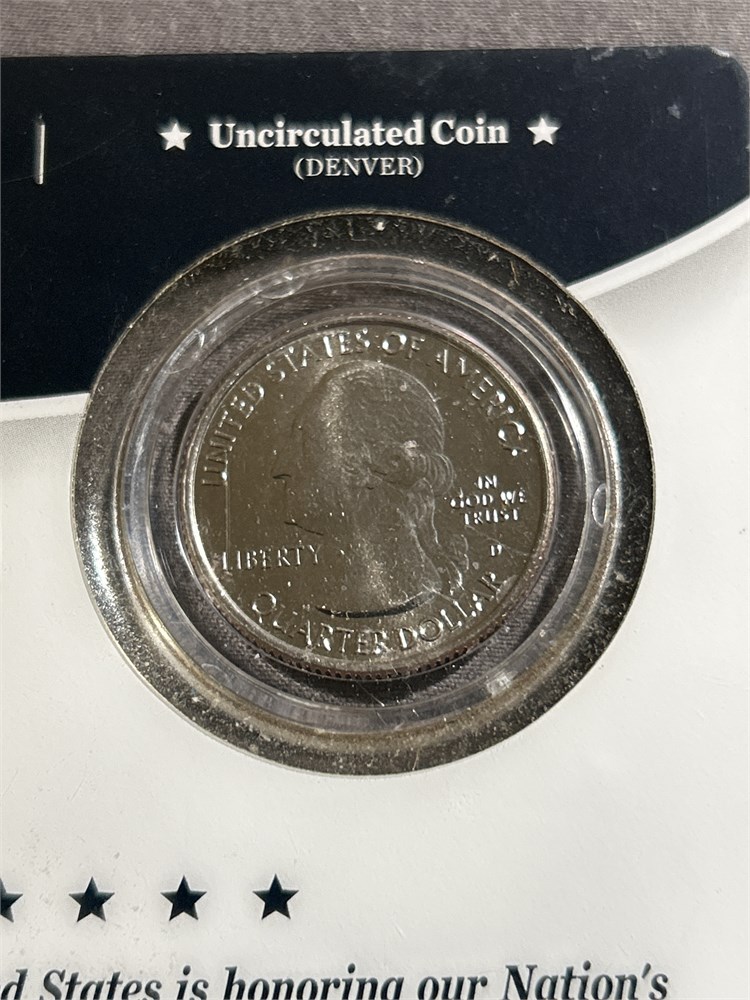 ★ Uncirculated Coin ★
(DENVER)
UNITED STATES OF AMERICA
IN
GOD WE
TRUST
LIBERTY
D
QUARTER DOLLAR
★ ★ ★ ★
d States is honoring our Nation's